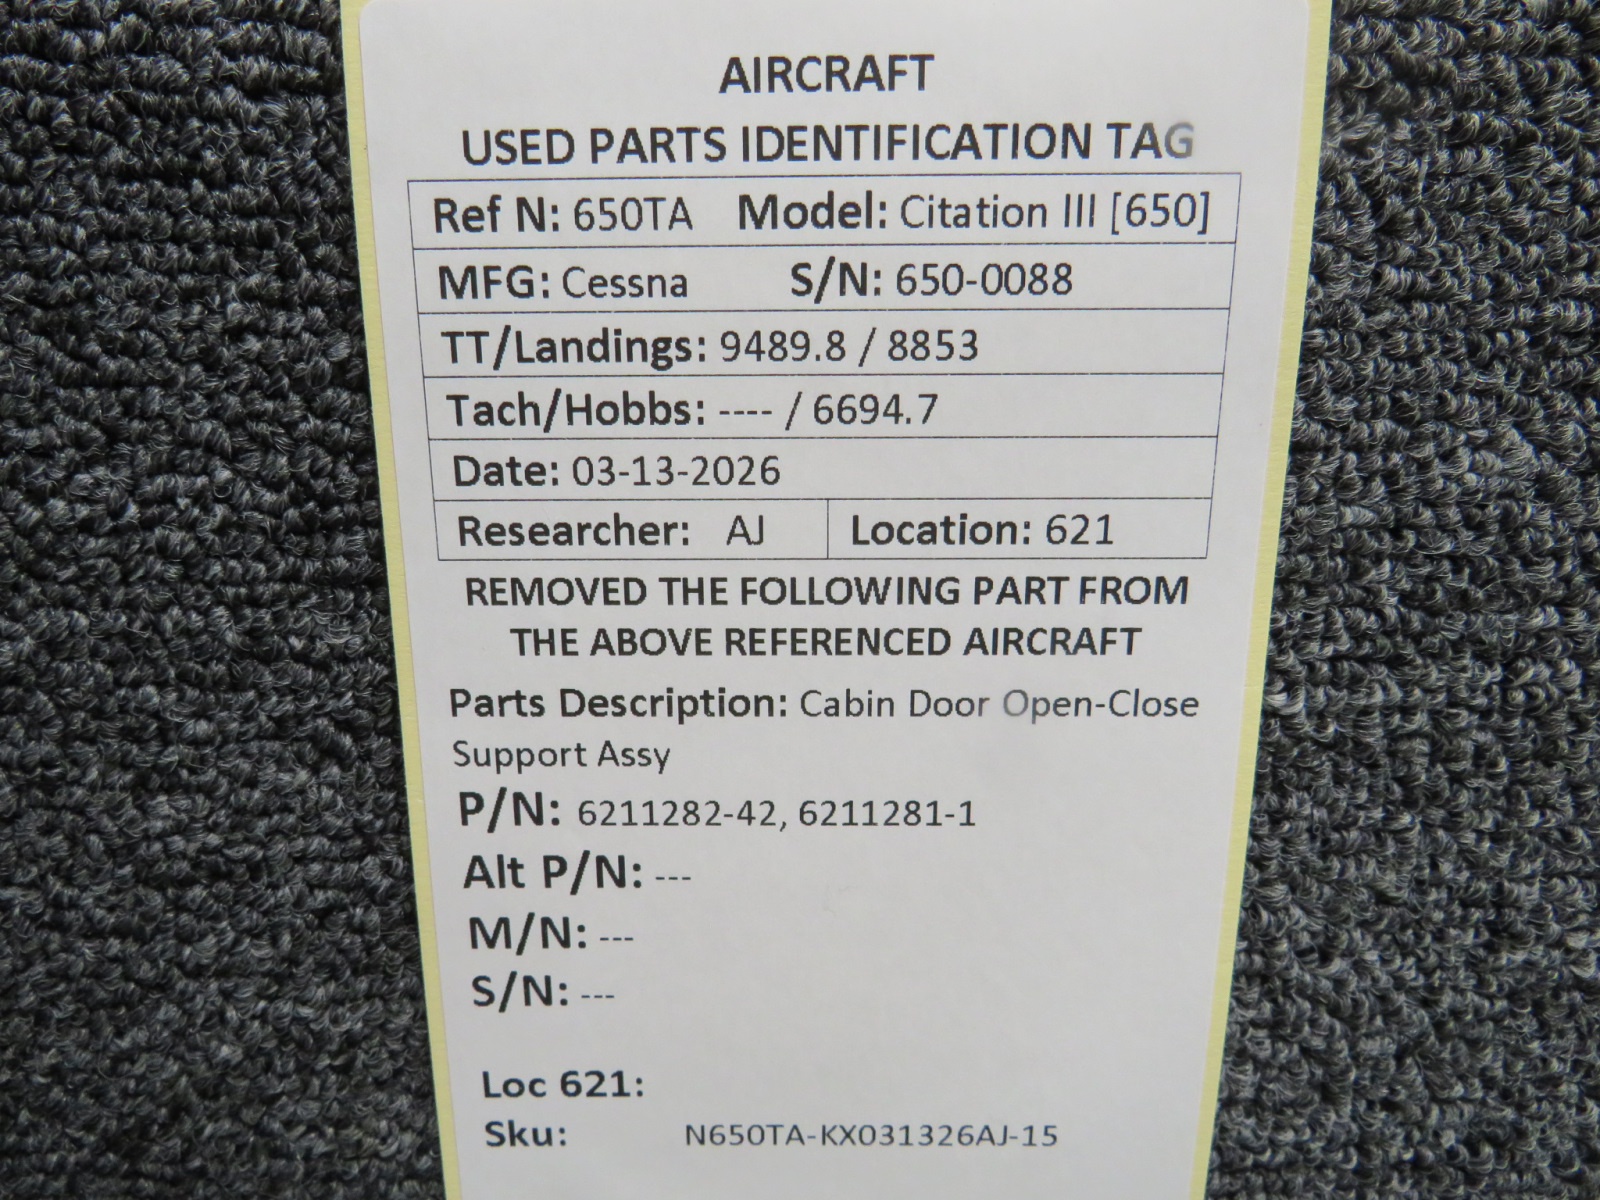 AIRCRAFT
USED PARTS IDENTIFICATION TAG
Ref N: 650TA Model: Citation III [650]
MFG: Cessna S/N: 650-0088
TT/Landings: 9489.8 / 8853
Tach/Hobbs: ---- / 6694.7
Date: 03-13-2026
Researcher: AJ Location: 621
REMOVED THE FOLLOWING PART FROM
THE ABOVE REFERENCED AIRCRAFT
Parts Description: Cabin Door Open-Close
Support Assy
P/N: 6211282-42, 6211281-1
Alt P/N: ---
M/N: ---
S/N: ---
Loc 621:
Sku: N650TA-KX031326AJ-15